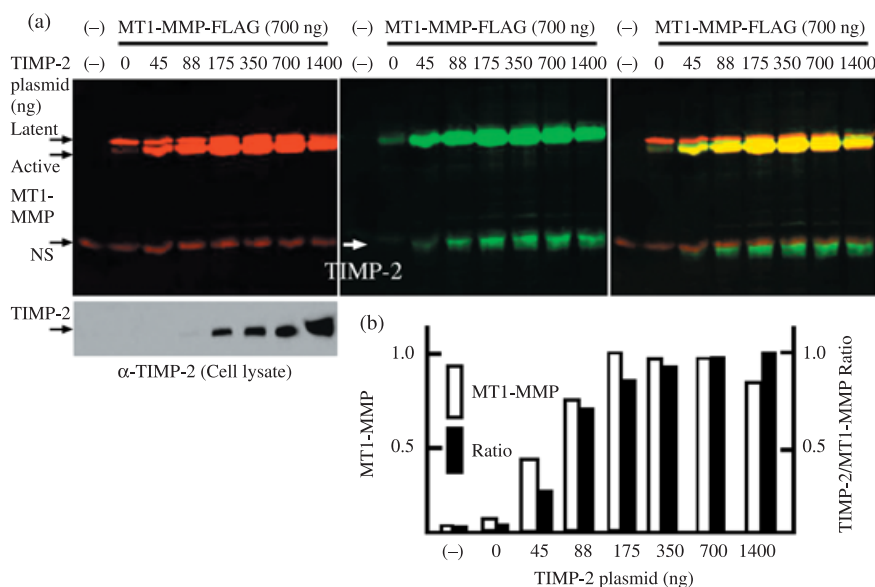 (a)
(–) MT1-MMP-FLAG (700 ng) (–) MT1-MMP-FLAG (700 ng) (–) MT1-MMP-FLAG (700 ng)
TIMP-2 plasmid (ng)
(–) 0 45 88 175 350 700 1400 (–) 0 45 88 175 350 700 1400 (–) 0 45 88 175 350 700 1400
Latent
Active
MT1-
MMP
NS
TIMP-2
TIMP-2
α-TIMP-2 (Cell lysate)
(b)
MT1-MMP
1.0
0.5
MT1-MMP
Ratio
1.0
0.5
TIMP-2/MT1-MMP Ratio
(–) 0 45 88 175 350 700 1400
TIMP-2 plasmid (ng)